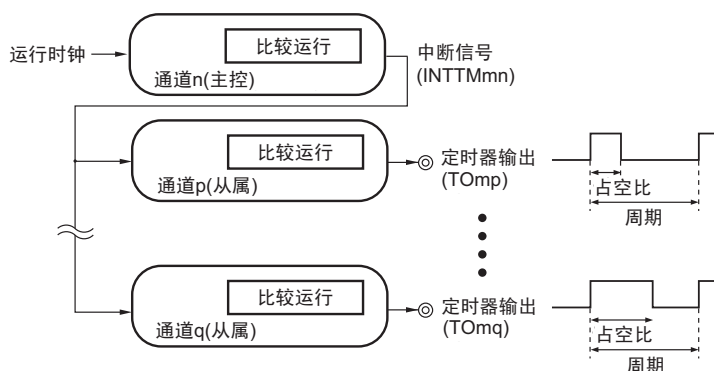 运行时钟
比较运行
通道n(主控)
中断信号
(INTTMmn)
比较运行
通道p(从属)
定时器输出
(TOmp)
占空比
周期
比较运行
通道q(从属)
定时器输出
(TOmq)
占空比
周期